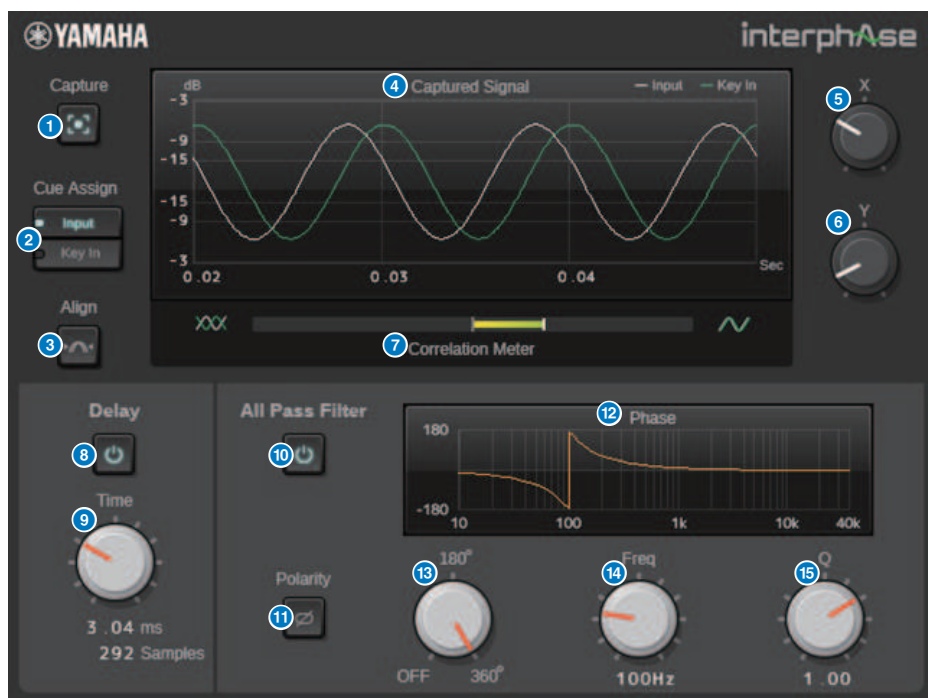 YAMAHA
interphAse
Capture
1
Cue Assign
2
Input
Key In
Align
3
dB
4 Captured Signal
Input
Key In
-3
-9
-15
-15
-9
-3
0.02
0.03
0.04
Sec
7
Correlation Meter
5
X
6
Y
Delay
8
Time
9
3.04 ms
292 Samples
All Pass Filter
10
Polarity
11
12 Phase
180
-180
10
100
1k
10k
40k
13
180°
OFF
360°
14
Freq
100Hz
15
Q
1.00